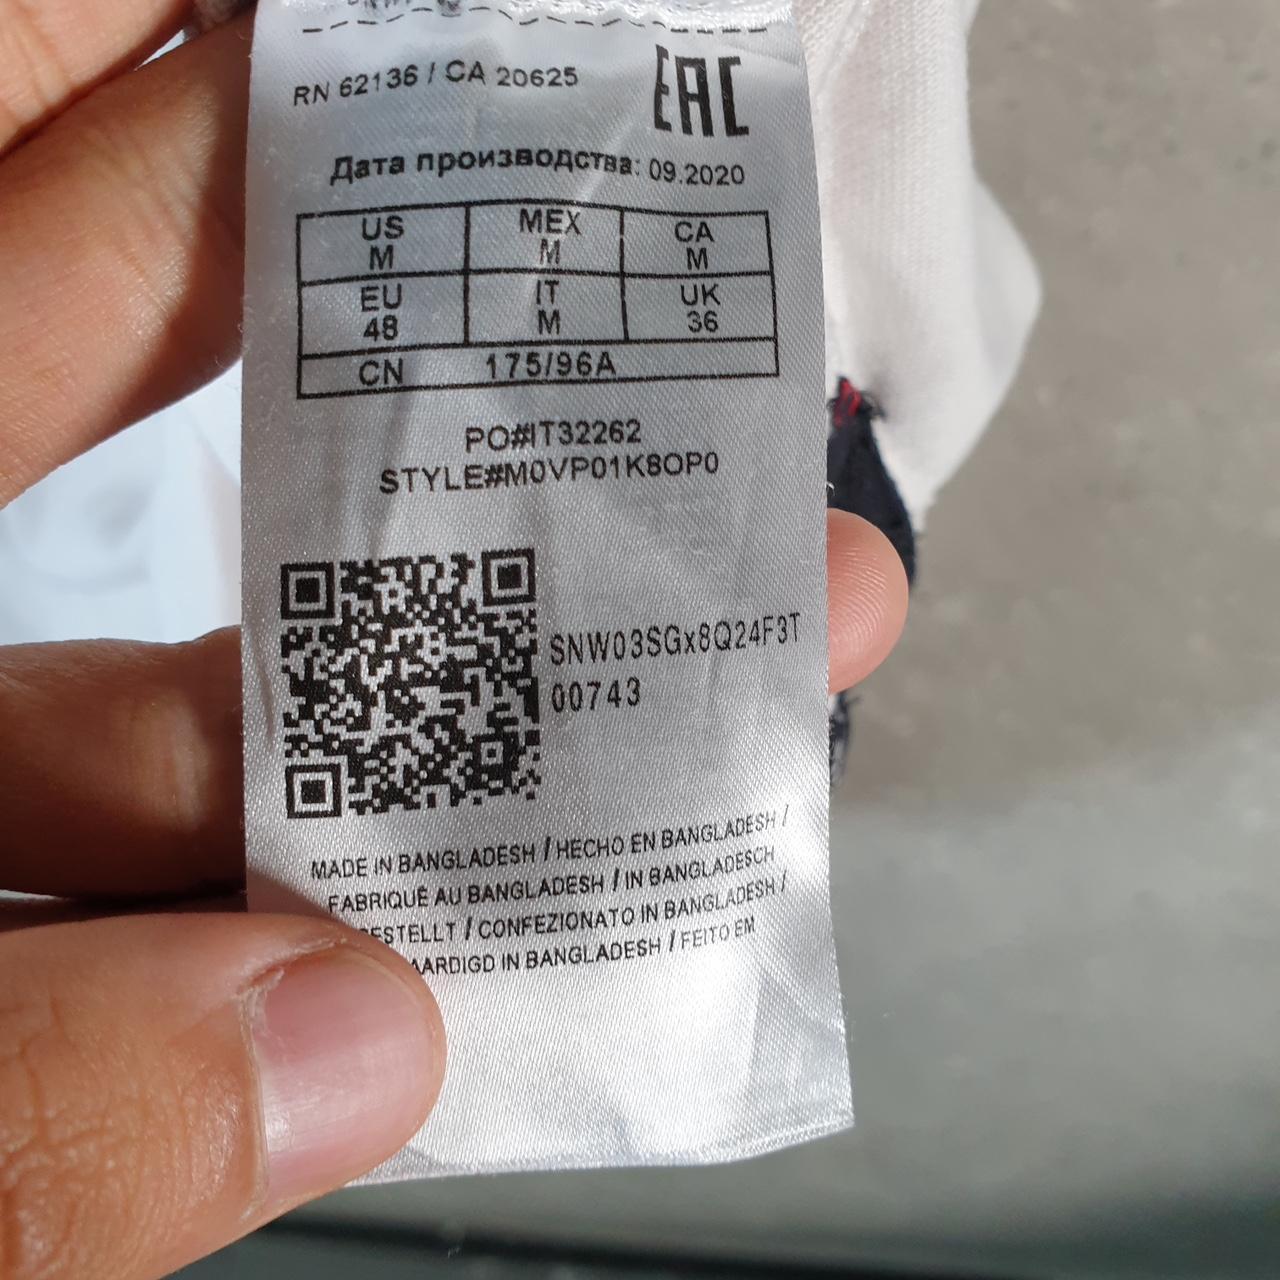 RN 62136 / CA 20625
EAC
Дата производства: 09.2020
US MEX CA
M M M
EU IT UK
48 M 36
CN 175/96A
PO#IT32262
STYLE#M0VP01K8OP0
SNW03SGx8Q24F3T
00743
MADE IN BANGLADESH / HECHO EN BANGLADESH /
FABRIQUÉ AU BANGLADESH / IN BANGLADESCH
/ CONFEZIONATO IN BANGLADESH /
IN BANGLADESH / FEITO EM